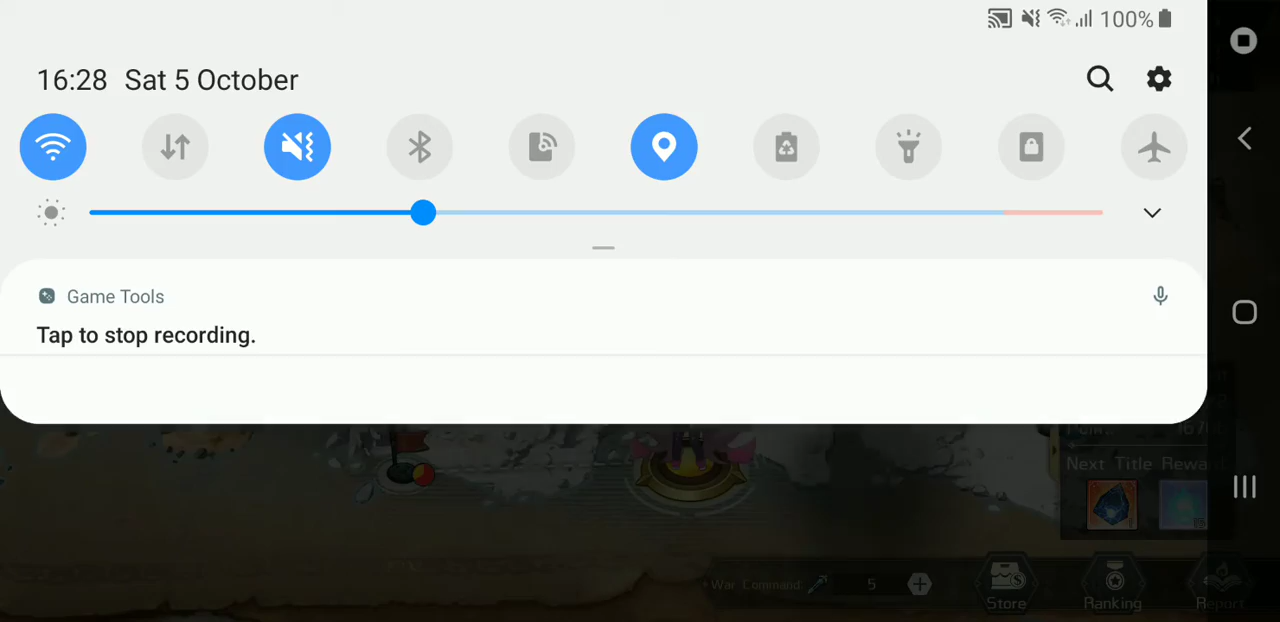 100%
16:28 Sat 5 October
Game Tools
Tap to stop recording.
Next Title Rewa
War Command 5
Store
Ranking
Report